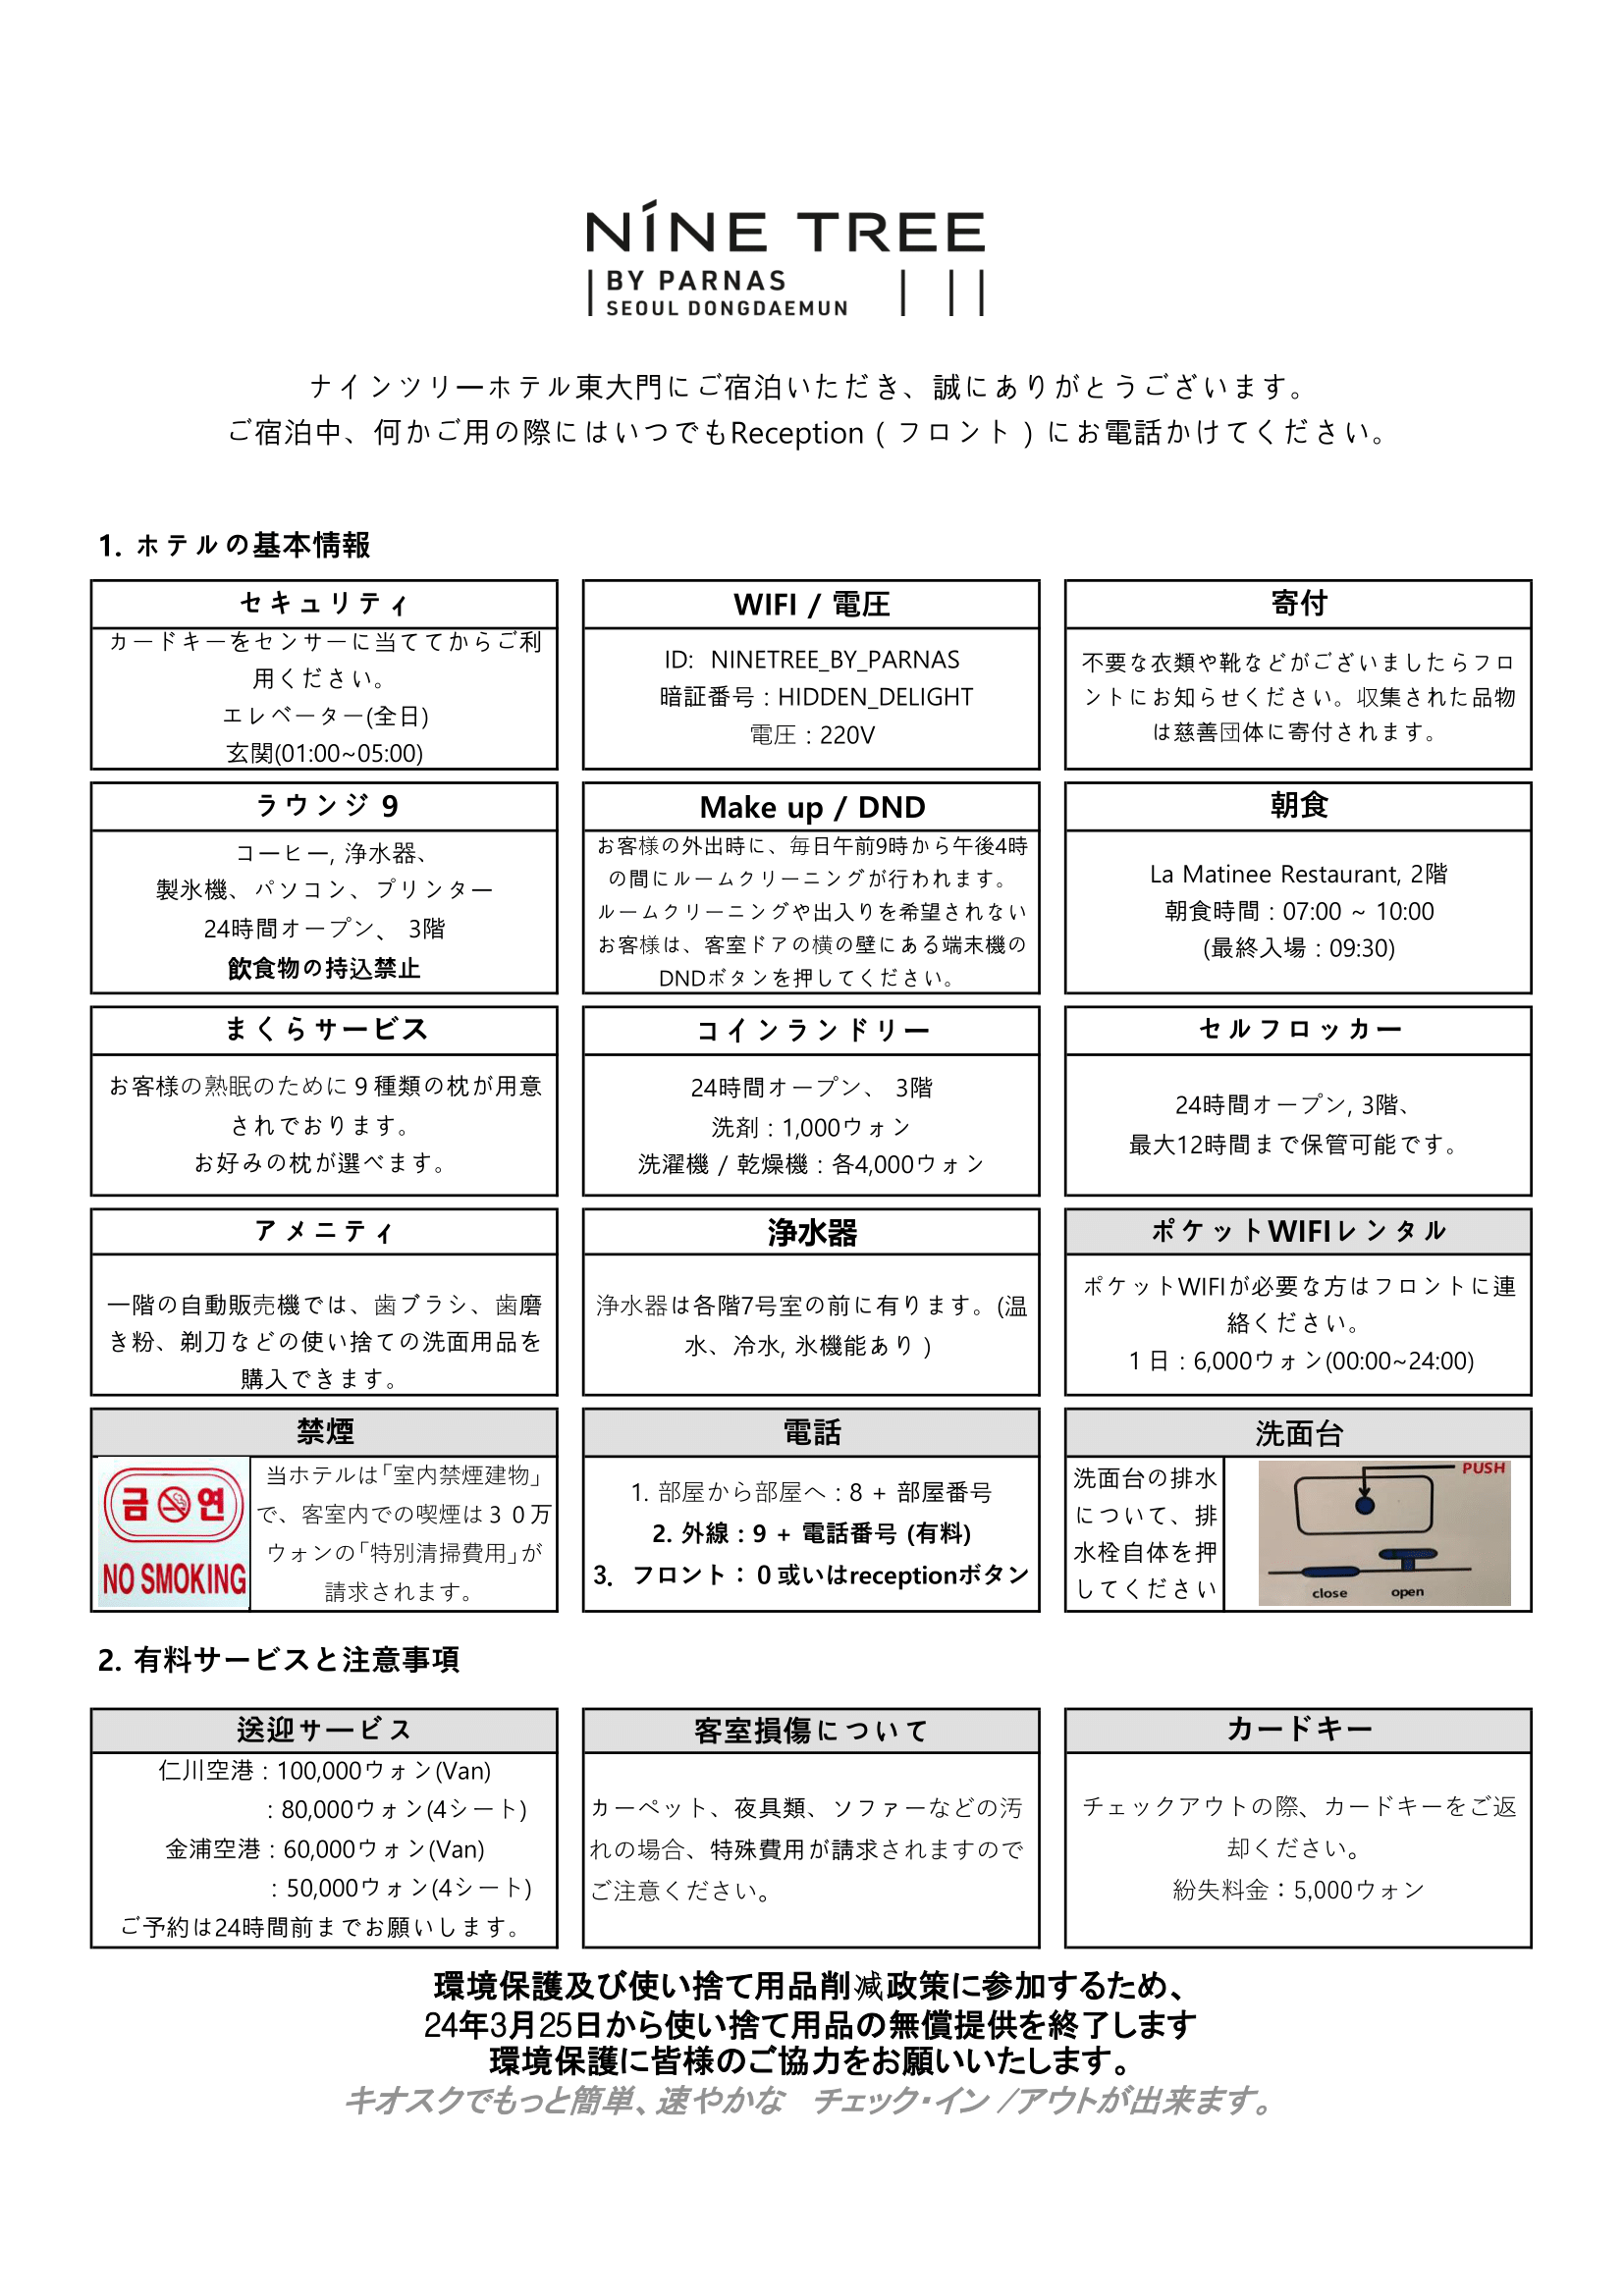 NÍNE TREE
BY PARNAS
SEOUL DONGDAEMUN
ナインツリーホテル東大門にご宿泊いただき、誠にありがとうございます。
ご宿泊中、何かご用の際にはいつでもReception ( フロント ) にお電話かけてください。
1. ホテルの基本情報
セキュリティ
カードキーをセンサーに当ててからご利
用ください。
エレベーター(全日)
玄関(01:00~05:00)
WIFI / 電圧
ID: NINETREE_BY_PARNAS
暗証番号 : HIDDEN_DELIGHT
電圧 : 220V
寄付
不要な衣類や靴などがございましたらフロ
ントにお知らせください。収集された品物
は慈善団体に寄付されます。
ラウンジ 9
コーヒー, 浄水器、
製氷機、パソコン、プリンター
24時間オープン、 3階
飲食物の持込禁止
Make up / DND
お客様の外出時に、毎日午前9時から午後4時
の間にルームクリーニングが行われます。
ルームクリーニングや出入りを希望されない
お客様は、客室ドアの横の壁にある端末機の
DNDボタンを押してください。
朝食
La Matinee Restaurant, 2階
朝食時間 : 07:00 ~ 10:00
(最終入場 : 09:30)
まくらサービス
お客様の熟眠のために９種類の枕が用意
されでおります。
お好みの枕が選べます。
コインランドリー
24時間オープン、 3階
洗剤 : 1,000ウォン
洗濯機 / 乾燥機 : 各4,000ウォン
セルフロッカー
24時間オープン, 3階、
最大12時間まで保管可能です。
アメニティ
一階の自動販売機では、歯ブラシ、歯磨
き粉、剃刀などの使い捨ての洗面用品を
購入できます。
浄水器
浄水器は各階7号室の前に有ります。(温
水、冷水, 氷機能あり )
ポケットWIFIレンタル
ポケットWIFIが必要な方はフロントに連
絡ください。
1 日 : 6,000ウォン(00:00~24:00)
禁煙
금 연
NO SMOKING
当ホテルは「室内禁煙建物」
で、客室内での喫煙は３０万
ウォンの「特別清掃費用」が
請求されます。
電話
1. 部屋から部屋へ : 8 + 部屋番号
2. 外線 : 9 + 電話番号 (有料)
3. フロント： 0 或いはreceptionボタン
洗面台
洗面台の排水
について、排
水栓自体を押
してください
PUSH
close open
2. 有料サービスと注意事項
送迎サービス
仁川空港 : 100,000ウォン(Van)
: 80,000ウォン(4シート)
金浦空港 : 60,000ウォン(Van)
: 50,000ウォン(4シート)
ご予約は24時間前までお願いします。
客室損傷について
カーペット、夜具類、ソファーなどの汚
れの場合、特殊費用が請求されますので
ご注意ください。
カードキー
チェックアウトの際、カードキーをご返
却ください。
紛失料金：5,000ウォン
環境保護及び使い捨て用品削減政策に参加するため、
24年3月25日から使い捨て用品の無償提供を終了します
環境保護に皆様のご協力をお願いいたします。
キオスクでもっと簡単、速やかな チェック・イン /アウトが出来ます。